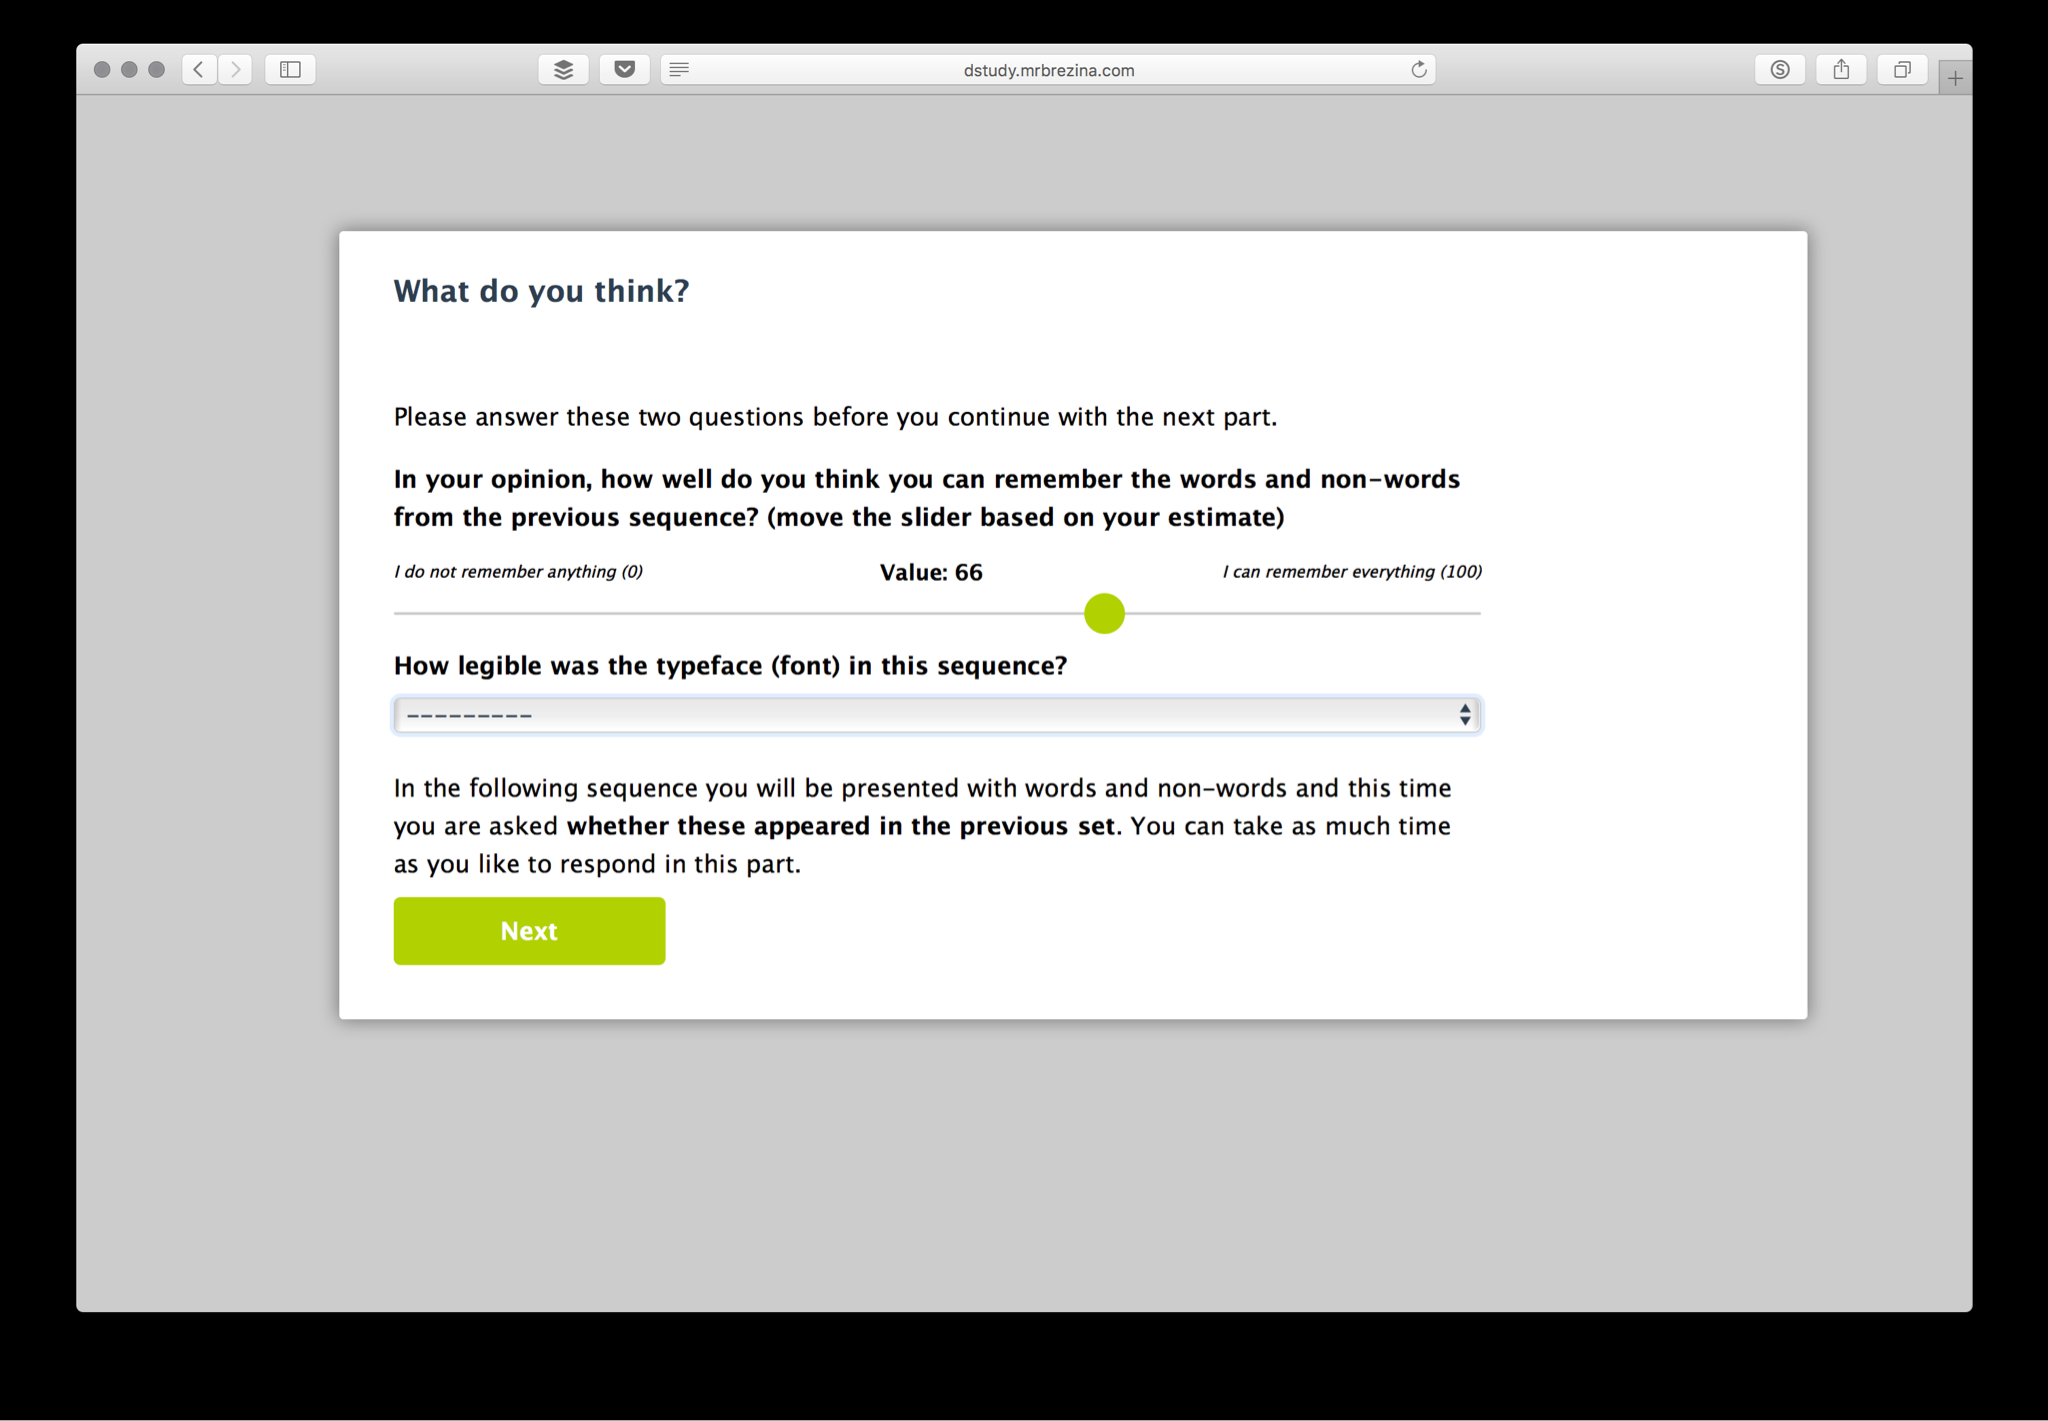 dstudy.mrbrezina.com
What do you think?
Please answer these two questions before you continue with the next part.
In your opinion, how well do you think you can remember the words and non-words
from the previous sequence? (move the slider based on your estimate)
I do not remember anything (0) Value: 66 I can remember everything (100)
How legible was the typeface (font) in this sequence?
---------
In the following sequence you will be presented with words and non-words and this time
you are asked whether these appeared in the previous set. You can take as much time
as you like to respond in this part.
Next